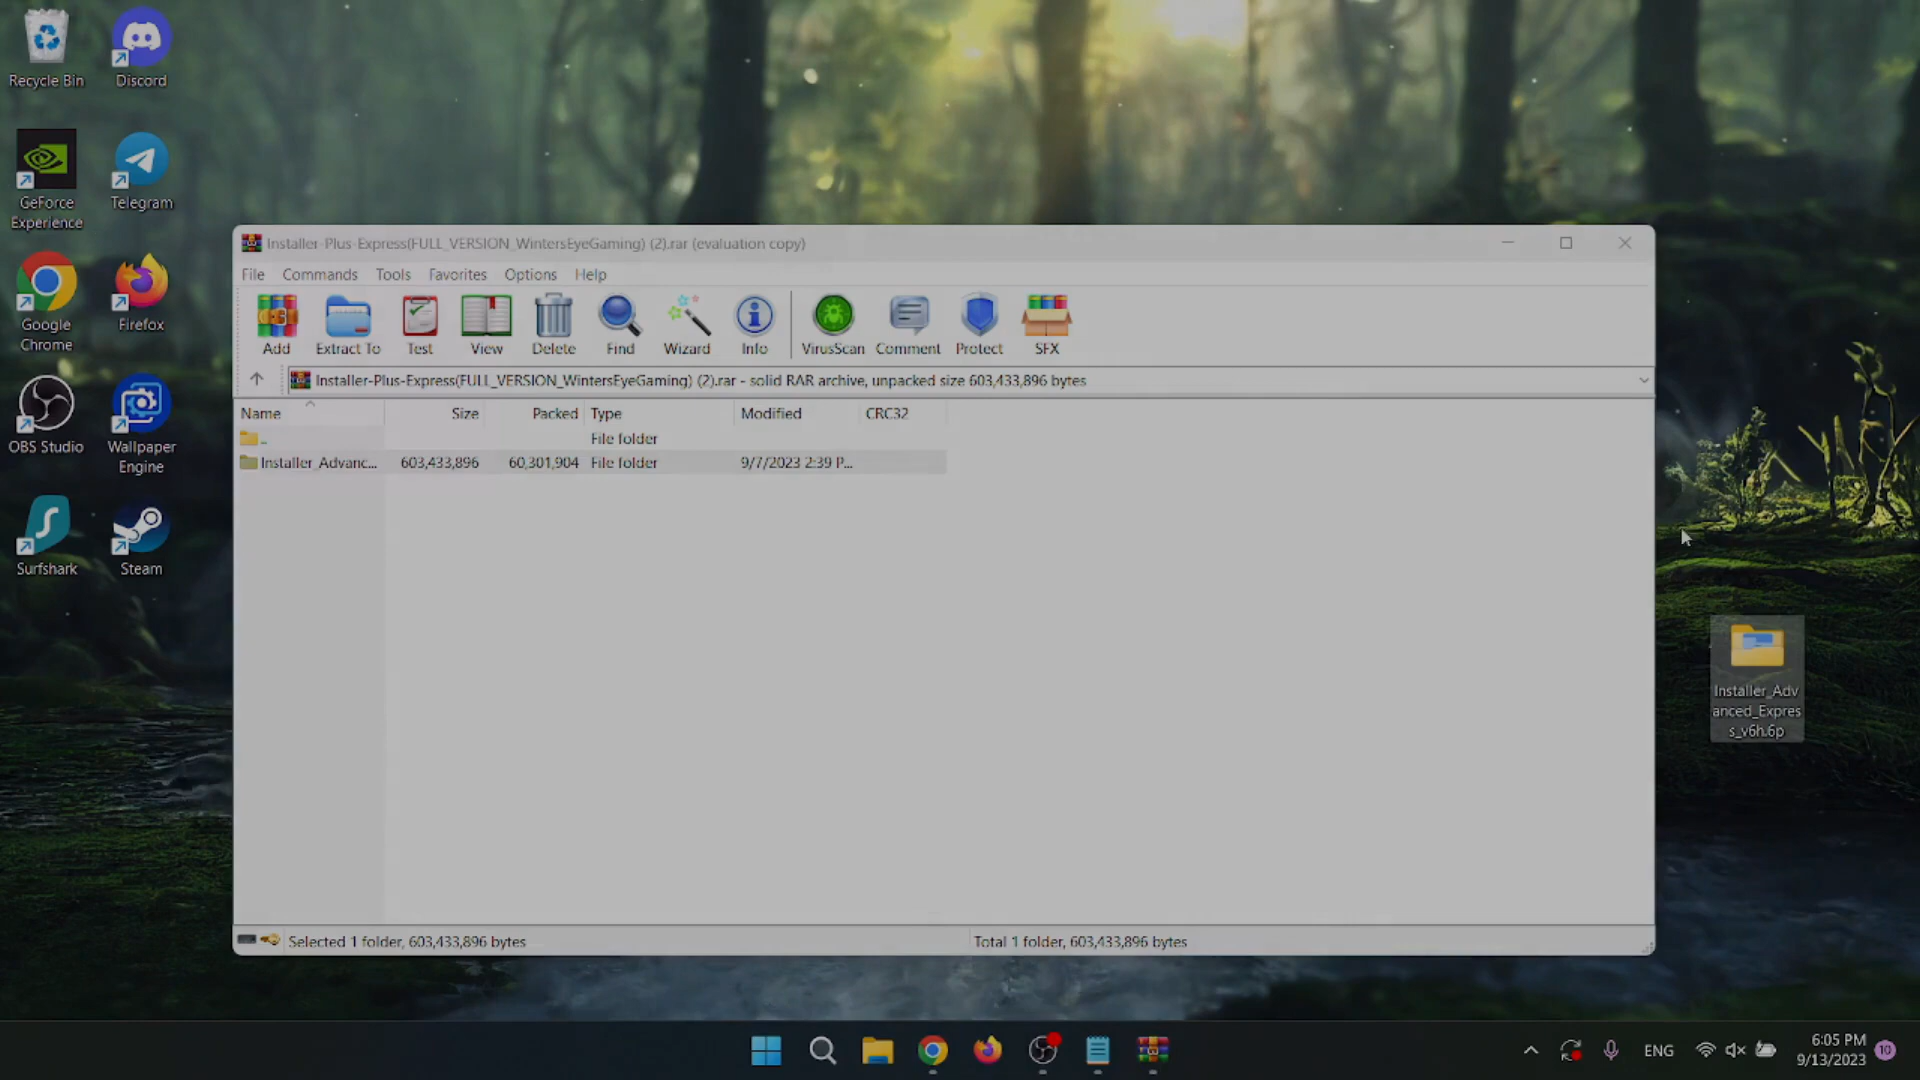 Recycle Bin
Discord
GeForce
Experience
Telegram
Google
Chrome
Firefox
OBS Studio
Wallpaper
Engine
Surfshark
Steam
Installer-Plus-Express(FULL_VERSION_WintersEyeGaming) (2).rar (evaluation copy)
File Commands Tools Favorites Options Help
Add Extract To Test View Delete Find Wizard Info VirusScan Comment Protect SFX
Installer-Plus-Express(FULL_VERSION_WintersEyeGaming) (2).rar - solid RAR archive, unpacked size 603,433,896 bytes
Name Size Packed Type Modified CRC32
.. File folder
Installer_Advanc... 603,433,896 60,301,904 File folder 9/7/2023 2:39 P...
Selected 1 folder, 603,433,896 bytes
Total 1 folder, 603,433,896 bytes
Installer_Adv
anced_Expres
s_v6h.6p
ENG
6:05 PM
9/13/2023
10